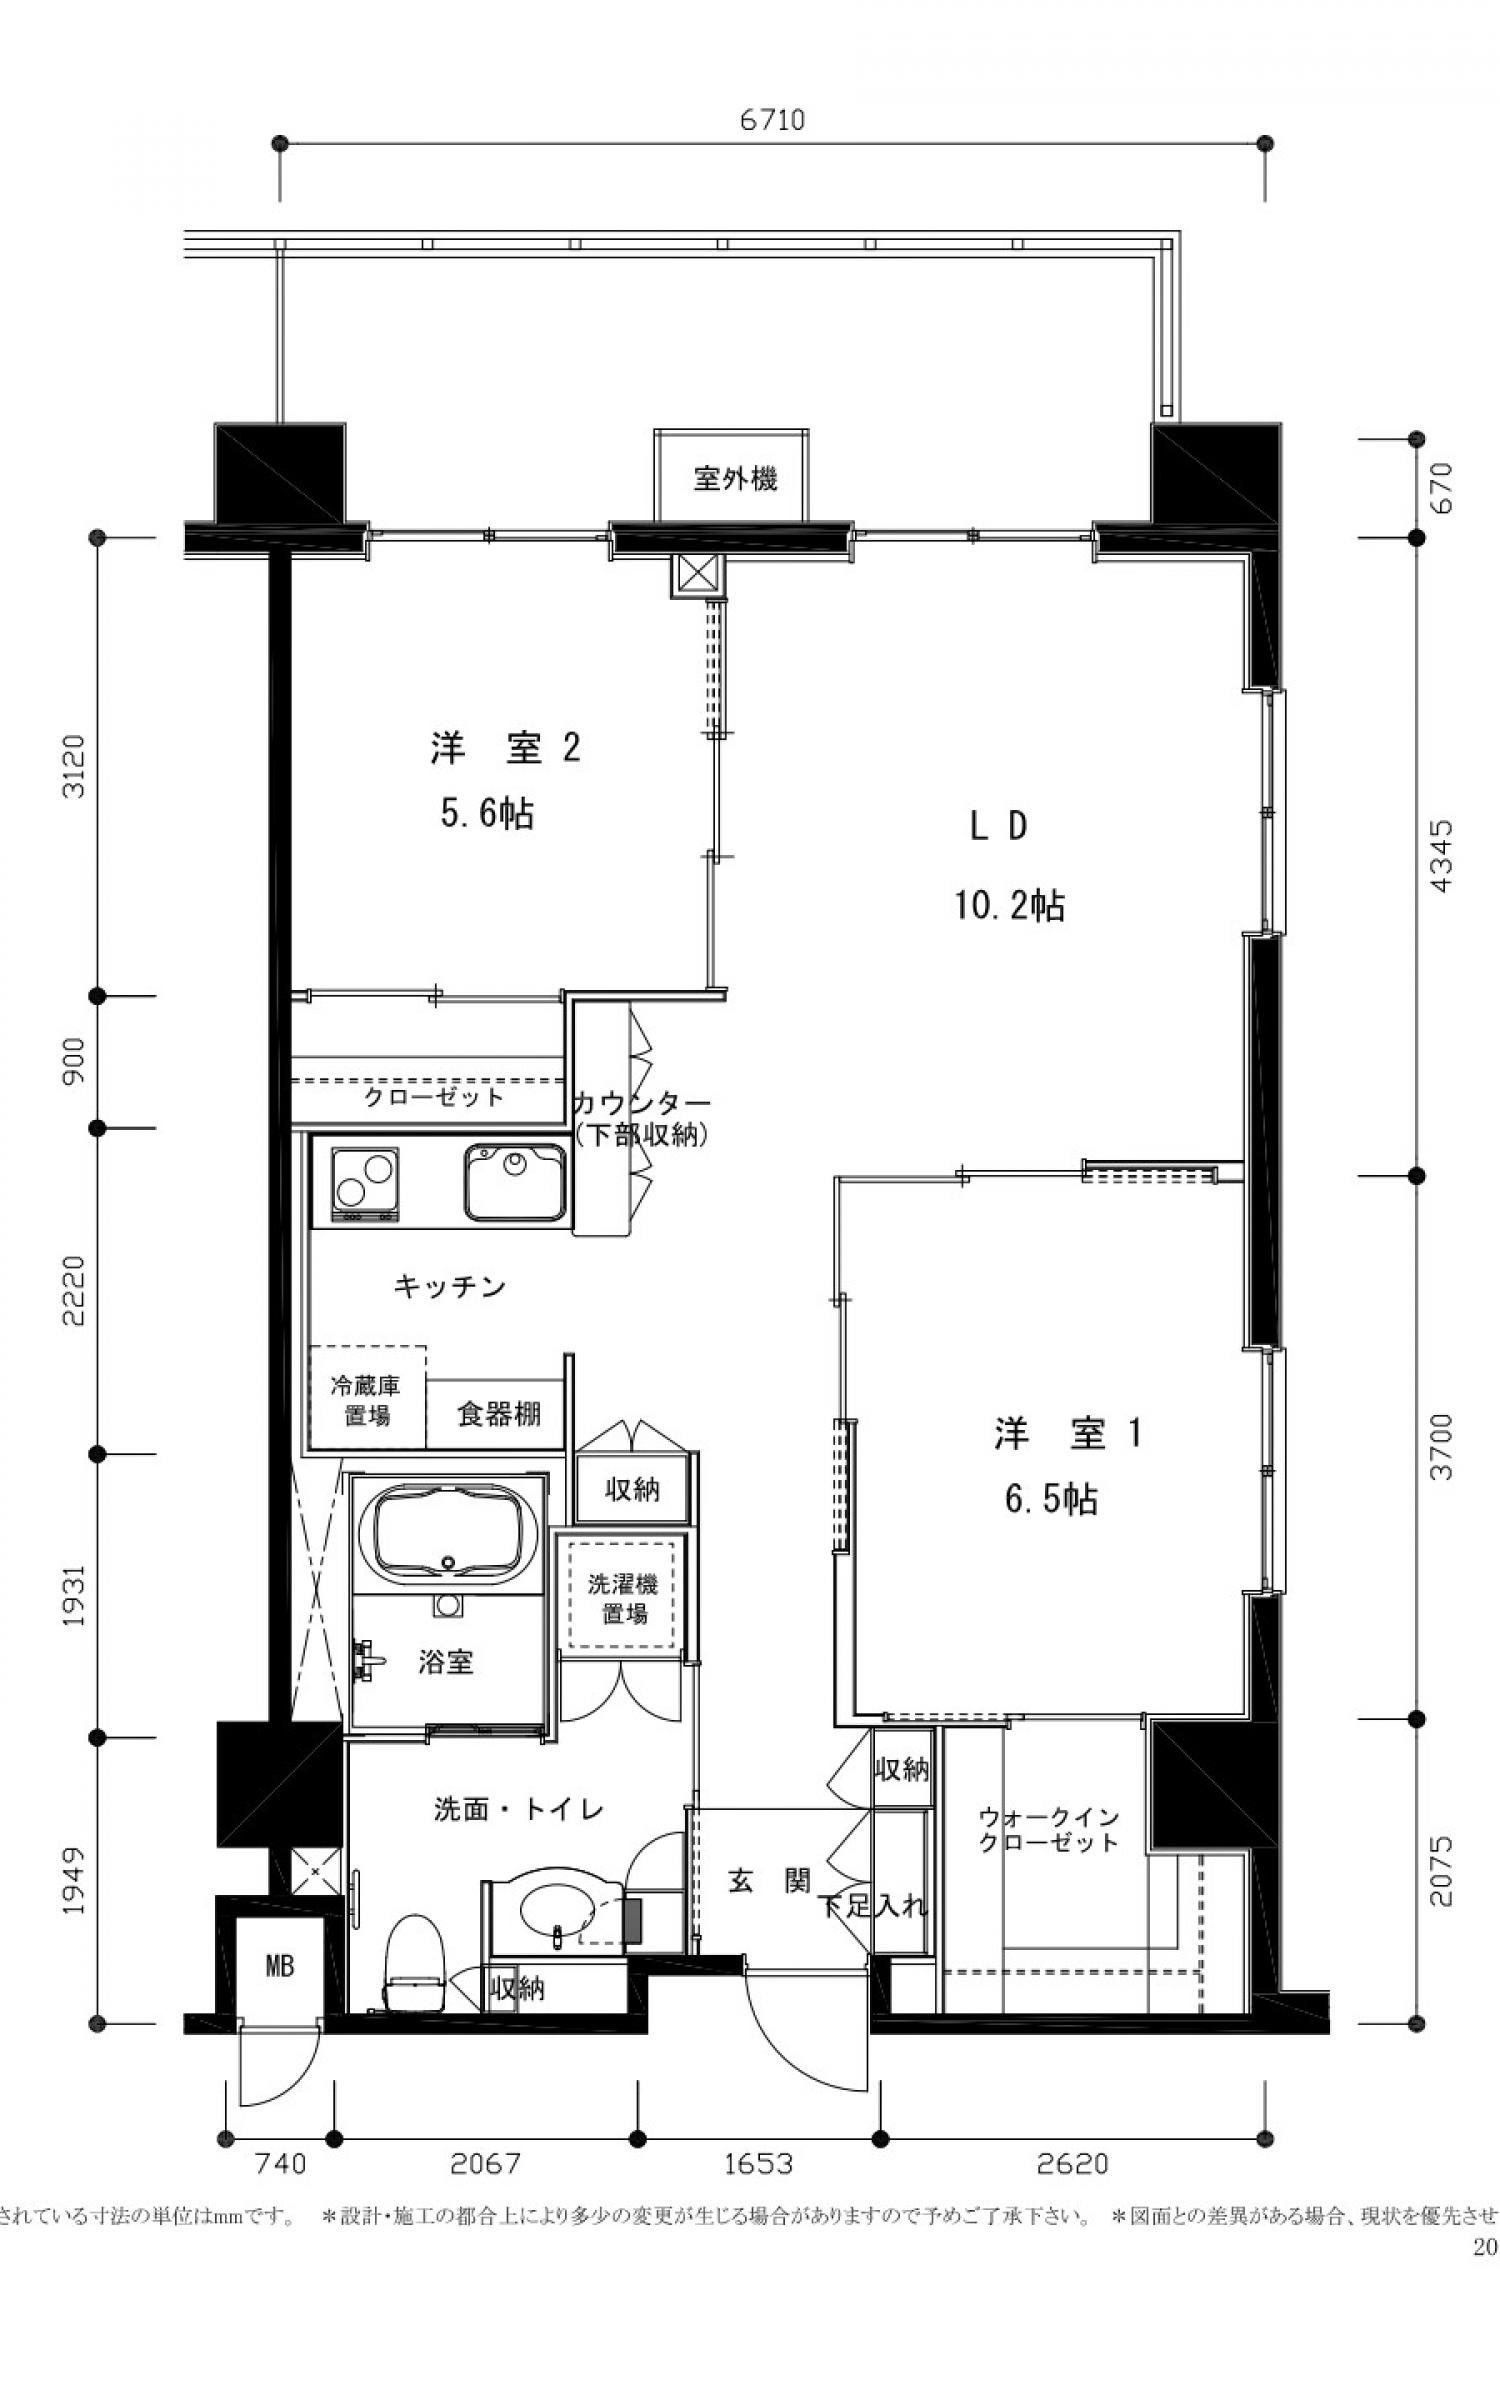 6710
室外機
670
洋 室 2
5.6帖
3120
LD
10.2帖
4345
900
クローゼット
カウンター
(下部収納)
2220
キッチン
冷蔵庫
置場
食器棚
収納
洋 室 1
6.5帖
3700
1931
洗濯機
置場
浴室
収納
ウォークイン
クローゼット
洗面・トイレ
玄 関
下足入れ
1949
2075
MB
収納
740
2067
1653
2620
されている寸法の単位はmmです。 *設計・施工の都合上により多少の変更が生じる場合がありますので予めご了承下さい。 *図面との差異がある場合、現状を優先させ
20